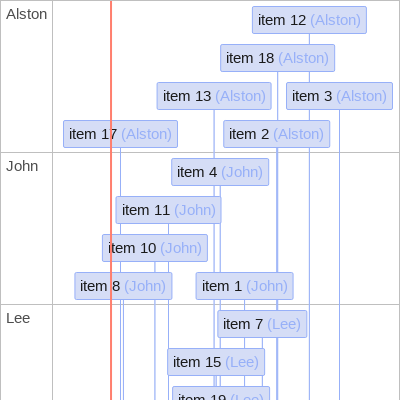 Alston
item 12 (Alston)
item 18 (Alston)
item 13 (Alston)
item 3 (Alston)
item 17 (Alston)
item 2 (Alston)
John
item 4 (John)
item 11 (John)
item 10 (John)
item 8 (John)
item 1 (John)
Lee
item 7 (Lee)
item 15 (Lee)
item 19 (Lee)